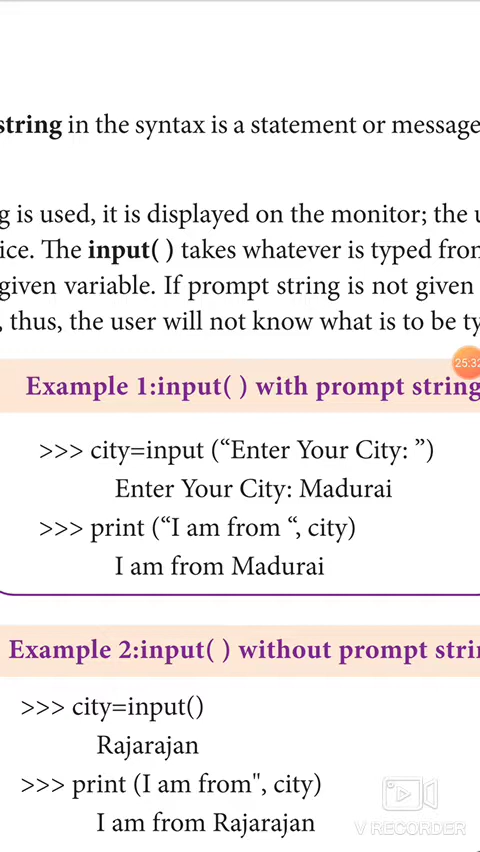 string in the syntax is a statement or message
g is used, it is displayed on the monitor; the u
ice. The input( ) takes whatever is typed from
given variable. If prompt string is not given
, thus, the user will not know what is to be ty
25:32
Example 1:input( ) with prompt string
>>> city=input (“Enter Your City: ”)
Enter Your City: Madurai
>>> print (“I am from “, city)
I am from Madurai
Example 2:input( ) without prompt strin
>>> city=input()
Rajarajan
>>> print (I am from", city)
I am from Rajarajan
V RECORDER